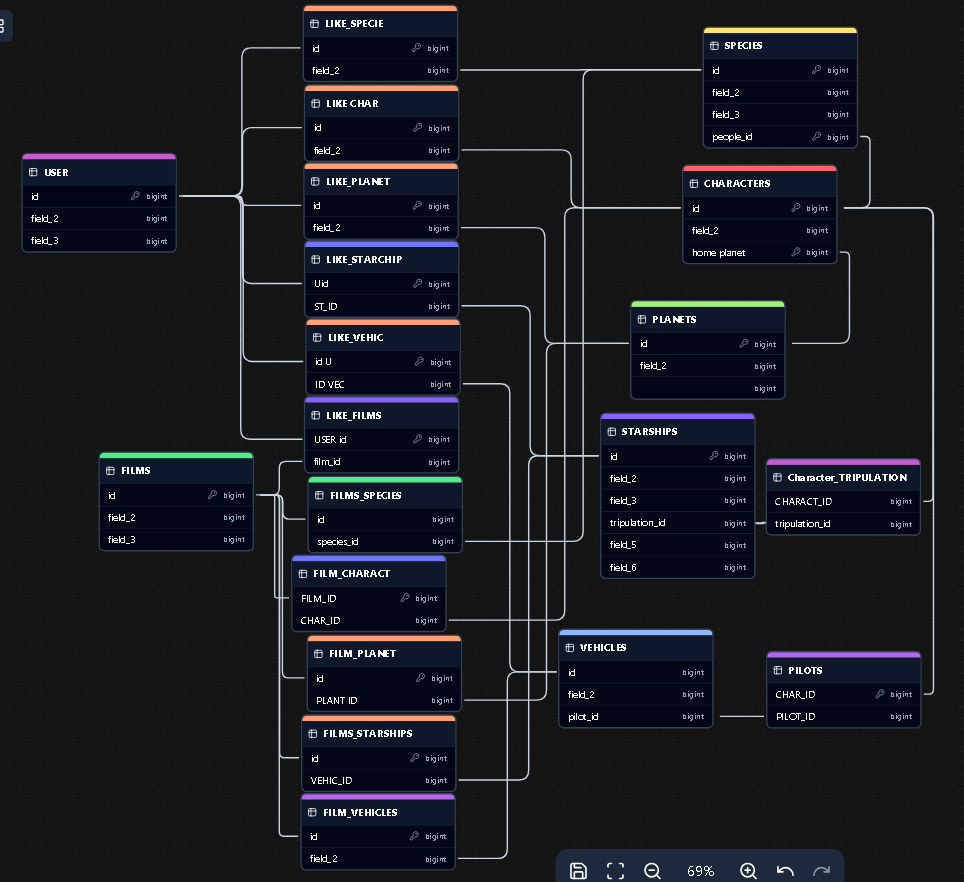 LIKE_SPECIE
id bigint
field_2 bigint
LIKE CHAR
id bigint
field_2 bigint
LIKE_PLANET
id bigint
field_2 bigint
LIKE_STARCHIP
Uid bigint
ST_ID bigint
LIKE_VEHIC
id U bigint
ID VEC bigint
LIKE_FILMS
USER id bigint
film_id bigint
USER
id bigint
field_2 bigint
field_3 bigint
FILMS
id bigint
field_2 bigint
field_3 bigint
FILMS_SPECIES
id bigint
species_id bigint
FILM_CHARACT
FILM_ID bigint
CHAR_ID bigint
FILM_PLANET
id bigint
PLANT ID bigint
FILMS_STARSHIPS
id bigint
VEHIC_ID bigint
FILM_VEHICLES
id bigint
field_2 bigint
SPECIES
id bigint
field_2 bigint
field_3 bigint
people_id bigint
CHARACTERS
id bigint
field_2 bigint
home planet bigint
PLANETS
id bigint
field_2 bigint
bigint
STARSHIPS
id bigint
field_2 bigint
field_3 bigint
tripulation_id bigint
field_5 bigint
field_6 bigint
Character_TRIPULATION
CHARACT_ID bigint
tripulation_id bigint
VEHICLES
id bigint
field_2 bigint
pilot_id bigint
PILOTS
CHAR_ID bigint
PILOT_ID bigint
69%